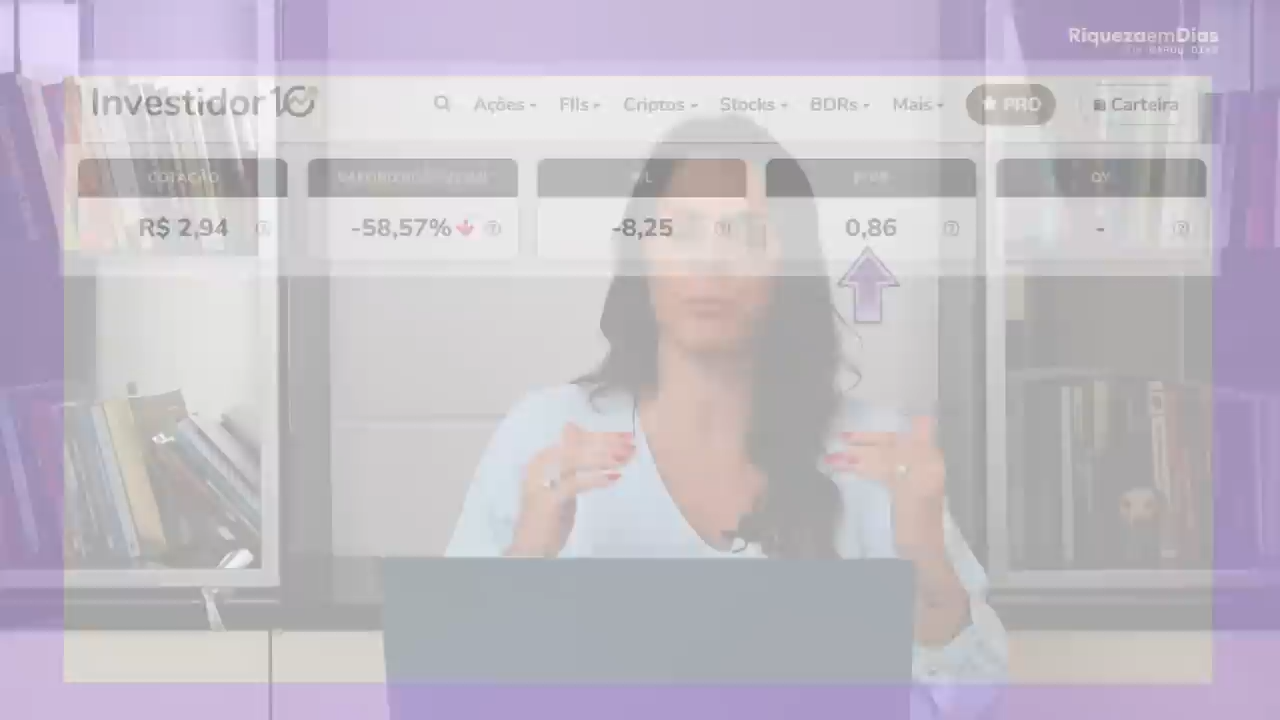 RiquezaemDias
Investidor10
Ações
FIIs
Criptos
Stocks
BDRs
Mais
PRO
Carteira
COTAÇÃO
P/L
P/VP
DY
R$ 2,94
-58,57%
-8,25
0,86
-